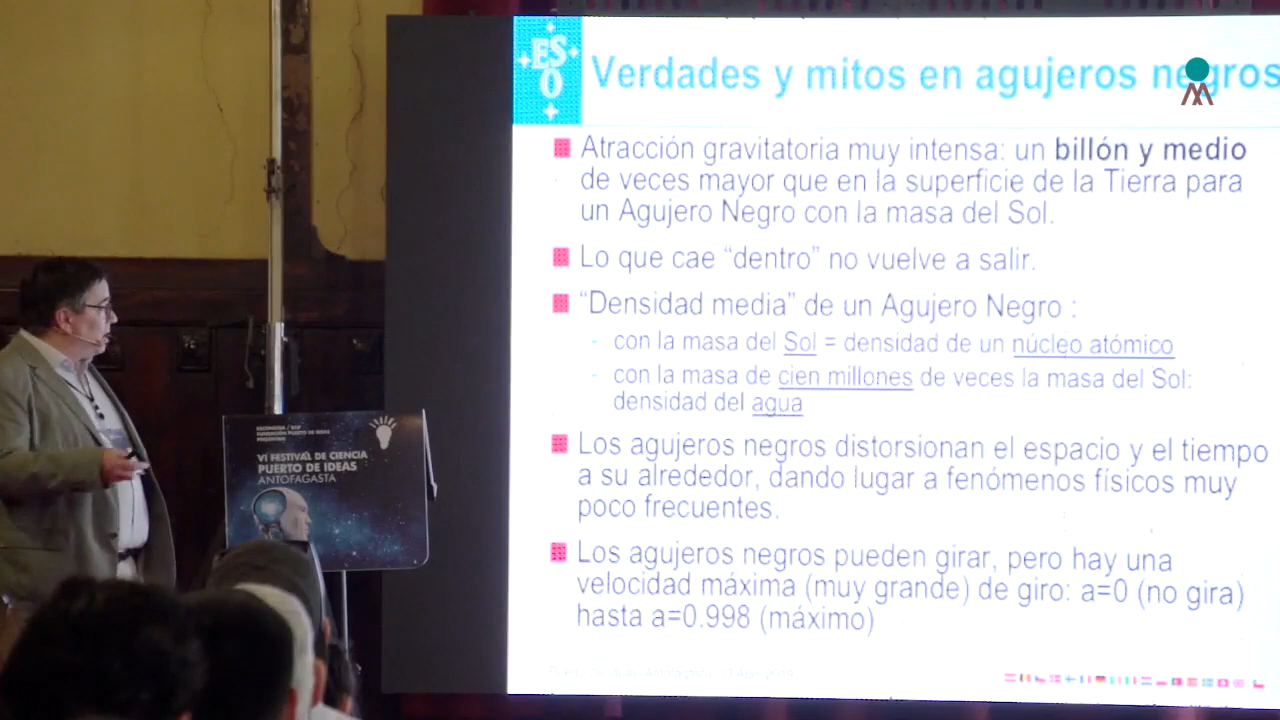 ESO
Verdades y mitos en agujeros negros
Atracción gravitatoria muy intensa: un billón y medio
de veces mayor que en la superficie de la Tierra para
un Agujero Negro con la masa del Sol.
Lo que cae “dentro” no vuelve a salir.
“Densidad media” de un Agujero Negro :
- con la masa del Sol = densidad de un núcleo atómico
- con la masa de cien millones de veces la masa del Sol:
densidad del agua
Los agujeros negros distorsionan el espacio y el tiempo
a su alrededor, dando lugar a fenómenos físicos muy
poco frecuentes.
Los agujeros negros pueden girar, pero hay una
velocidad máxima (muy grande) de giro: a=0 (no gira)
hasta a=0.998 (máximo)
VI FESTIVAL DE CIENCIA
PUERTO DE IDEAS
ANTOFAGASTA